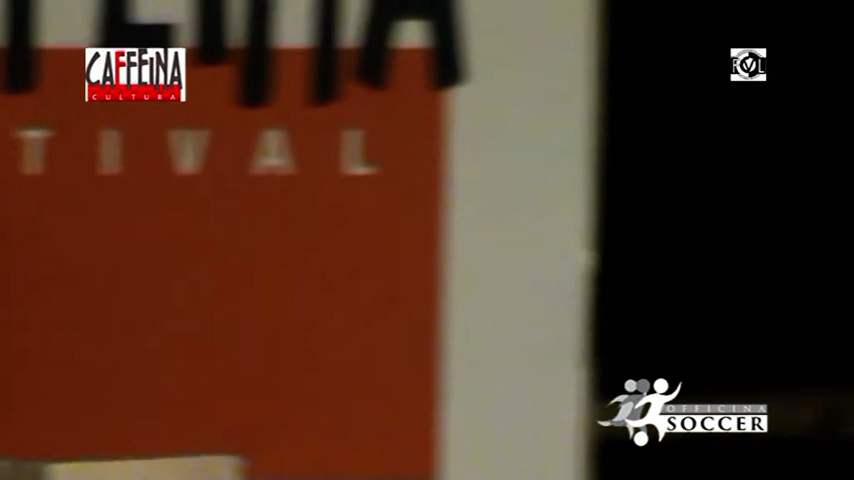 CAFFEINA
CULTURA
TIVAL
OFFICINA
SOCCER